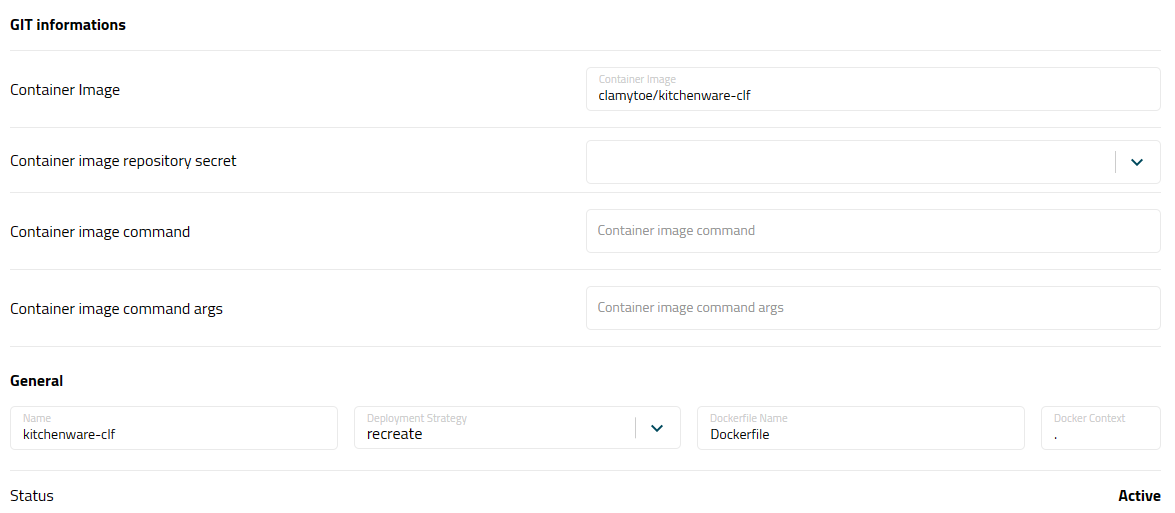 GIT informations
Container Image
Container Image
clamytoe/kitchenware-clf
Container image repository secret
Container image command
Container image command
Container image command args
Container image command args
General
Name
kitchenware-clf
Deployment Strategy
recreate
Dockerfile Name
Dockerfile
Docker Context
.
Status
Active